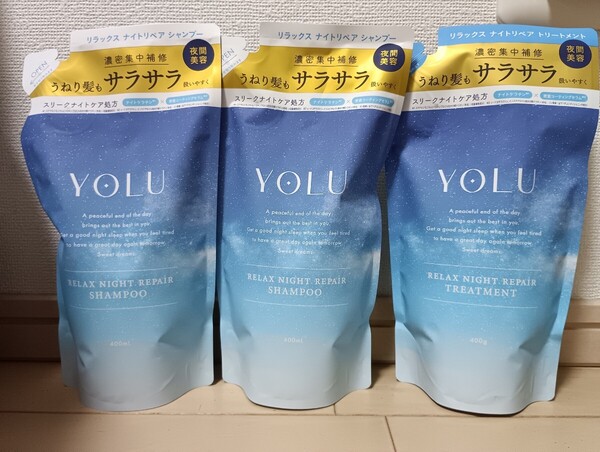 リラックス ナイトリペア シャンプー
夜間
美容
濃密集中補修
うねり髪も サラサラ 扱いやすく
スリークナイトケア処方
OPEN
YOLU
A peaceful end of the day
brings out the best in you.
Get a good night sleep when you feel tired
to have a great day again tomorrow.
Sweet dreams.
RELAX NIGHT REPAIR
SHAMPOO
400mL
リラックス ナイトリペア シャンプー
夜間
美容
濃密集中補修
うねり髪も サラサラ 扱いやすく
スリークナイトケア処方
OPEN
YOLU
A peaceful end of the day
brings out the best in you.
Get a good night sleep when you feel tired
to have a great day again tomorrow.
Sweet dreams.
RELAX NIGHT REPAIR
SHAMPOO
400mL
リラックス ナイトリペア トリートメント
夜間
美容
濃密集中補修
うねり髪も サラサラ 扱いやすく
スリークナイトケア処方
YOLU
A peaceful end of the day
brings out the best in you.
Get a good night sleep when you feel tired
to have a great day again tomorrow.
Sweet dreams.
RELAX NIGHT REPAIR
TREATMENT
400g